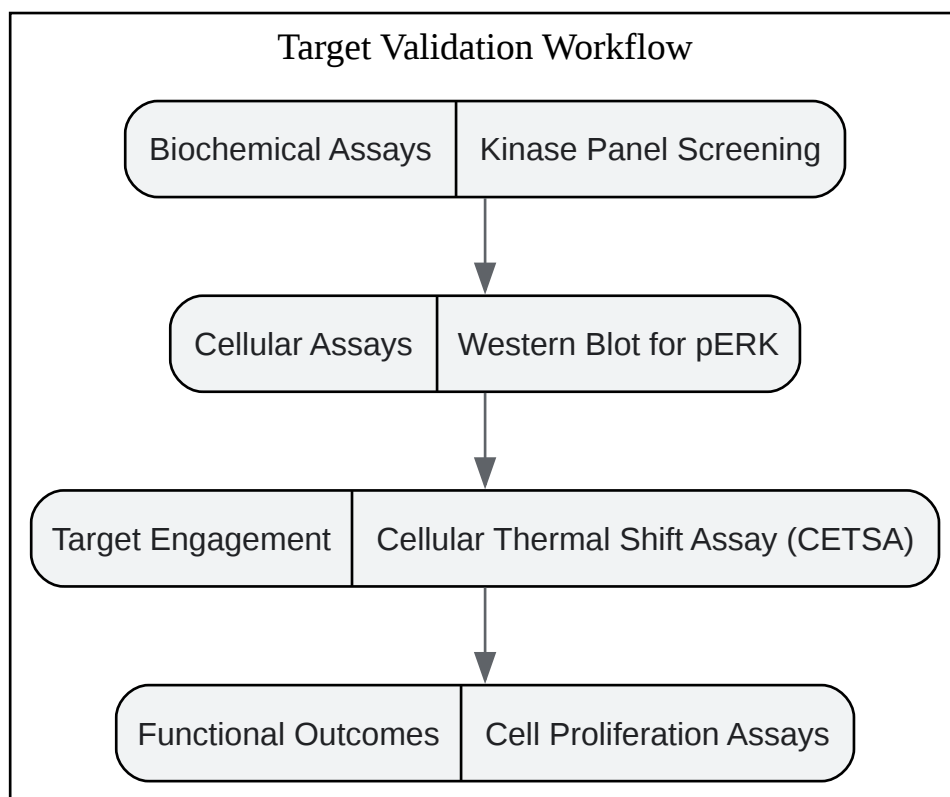 Target Validation Workflow
Biochemical Assays
Kinase Panel Screening
Cellular Assays
Western Blot for pERK
Target Engagement
Cellular Thermal Shift Assay (CETSA)
Functional Outcomes
Cell Proliferation Assays